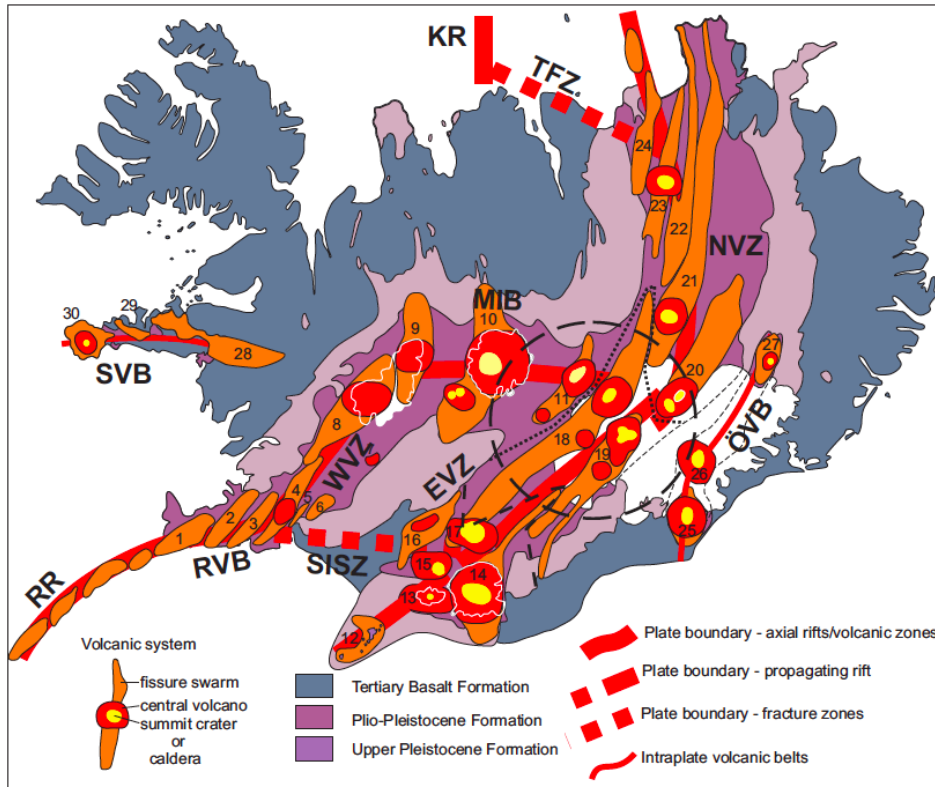 KR
TFZ.
24
23
22
NVZ
21
MIB
10
9
30
29
28
SVB
27
20
11
8
7
18
19
ÖVB
WVZ
EVZ
26
4
5
6
3
2
1
25
17
16
RVB
SISZ
15
14
13
12
RR
Volcanic system
fissure swarm
central volcano
summit crater
or
caldera
Tertiary Basalt Formation
Plio-Pleistocene Formation
Upper Pleistocene Formation
Plate boundary - axial rifts/volcanic zones
Plate boundary - propagating rift
Plate boundary - fracture zones
Intraplate volcanic belts